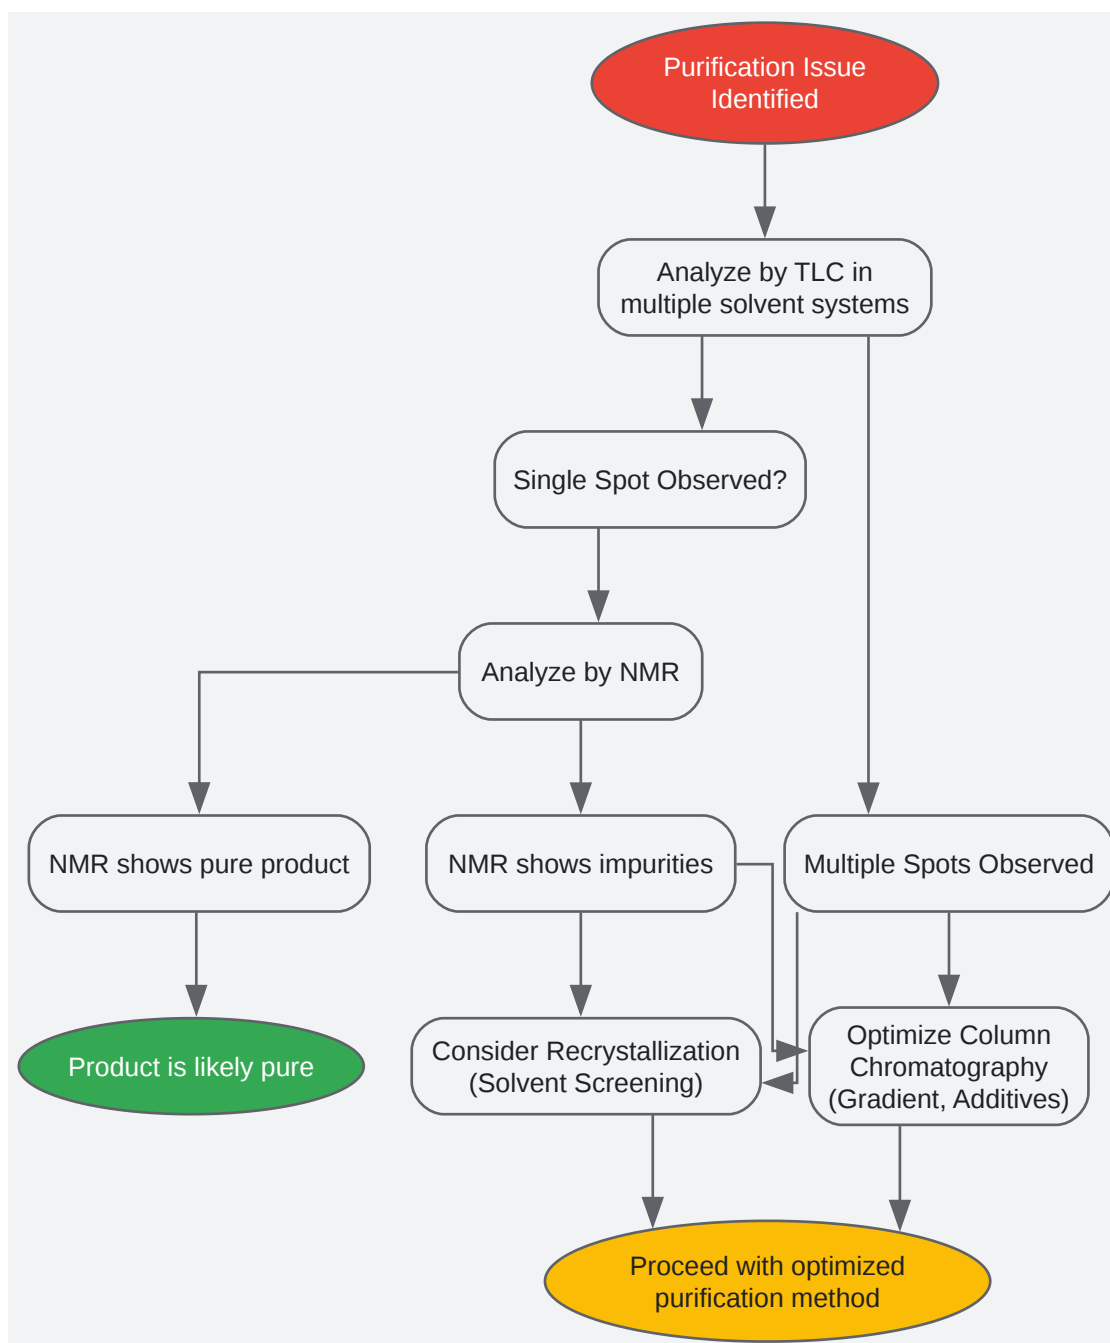 Purification Issue
Identified
Analyze by TLC in
multiple solvent systems
Single Spot Observed?
Analyze by NMR
NMR shows pure product
NMR shows impurities
Multiple Spots Observed
Product is likely pure
Consider Recrystallization
(Solvent Screening)
Optimize Column
Chromatography
(Gradient, Additives)
Proceed with optimized
purification method